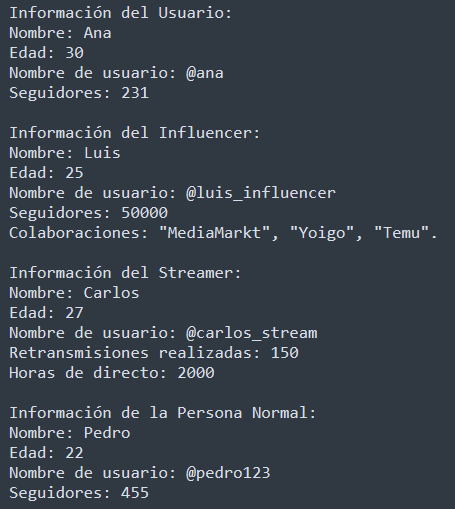 Información del Usuario:
Nombre: Ana
Edad: 30
Nombre de usuario: @ana
Seguidores: 231

Información del Influencer:
Nombre: Luis
Edad: 25
Nombre de usuario: @luis_influencer
Seguidores: 50000
Colaboraciones: "MediaMarkt", "Yoigo", "Temu".

Información del Streamer:
Nombre: Carlos
Edad: 27
Nombre de usuario: @carlos_stream
Retransmisiones realizadas: 150
Horas de directo: 2000

Información de la Persona Normal:
Nombre: Pedro
Edad: 22
Nombre de usuario: @pedro123
Seguidores: 455